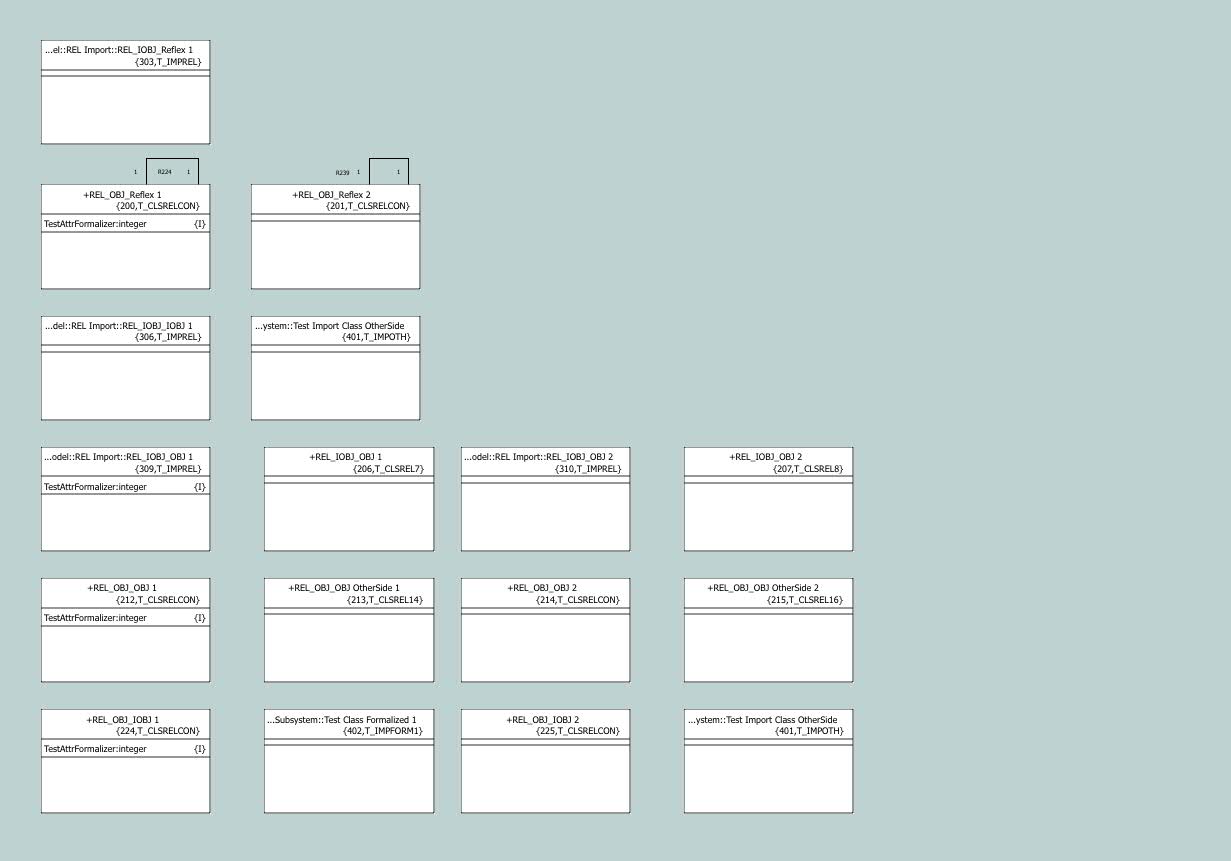 ...el::REL Import::REL_IOBJ_Reflex 1
{303,T_IMPREL}
1 R224 1
R239 1 1
+REL_OBJ_Reflex 1
{200,T_CLSRELCON}
TestAttrFormalizer:integer {I}
+REL_OBJ_Reflex 2
{201,T_CLSRELCON}
...del::REL Import::REL_IOBJ_IOBJ 1
{306,T_IMPREL}
...ystem::Test Import Class OtherSide
{401,T_IMPOTH}
...odel::REL Import::REL_IOBJ_OBJ 1
{309,T_IMPREL}
TestAttrFormalizer:integer {I}
+REL_IOBJ_OBJ 1
{206,T_CLSREL7}
...odel::REL Import::REL_IOBJ_OBJ 2
{310,T_IMPREL}
+REL_IOBJ_OBJ 2
{207,T_CLSREL8}
+REL_OBJ_OBJ 1
{212,T_CLSRELCON}
TestAttrFormalizer:integer {I}
+REL_OBJ_OBJ OtherSide 1
{213,T_CLSREL14}
+REL_OBJ_OBJ 2
{214,T_CLSRELCON}
+REL_OBJ_OBJ OtherSide 2
{215,T_CLSREL16}
+REL_OBJ_IOBJ 1
{224,T_CLSRELCON}
TestAttrFormalizer:integer {I}
...Subsystem::Test Class Formalized 1
{402,T_IMPFORM1}
+REL_OBJ_IOBJ 2
{225,T_CLSRELCON}
...ystem::Test Import Class OtherSide
{401,T_IMPOTH}